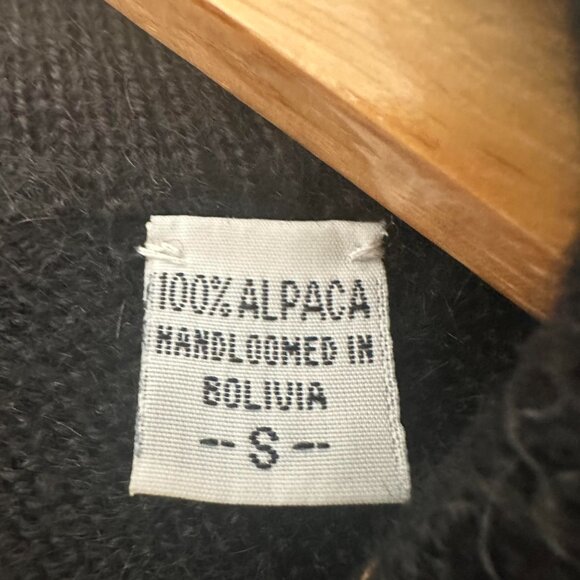 100% ALPACA
HANDLOOMED IN
BOLIVIA
-- S --